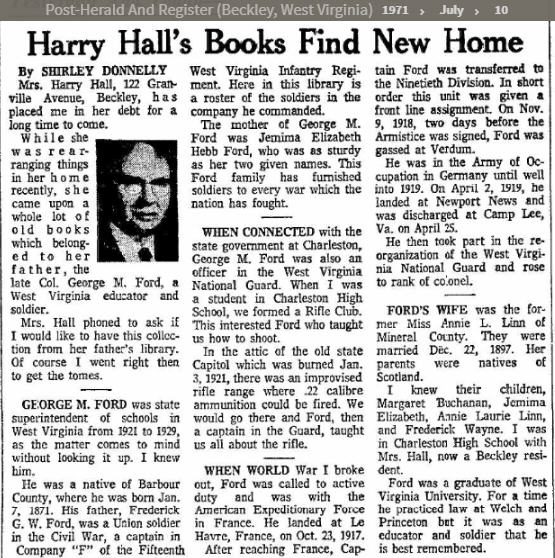 Post-Herald And Register (Beckley, West Virginia) 1971 › July › 10
Harry Hall's Books Find New Home
By SHIRLEY DONNELLY
Mrs. Harry Hall, 122 Gran-
ville Avenue, Beckley, has
placed me in her debt for a
long time to come.
While she
was rear-
ranging things
in her home
recently, she
came upon a
whole lot of
old books
which belong-
ed to her
father, the
late Col. George M. Ford, a
West Virginia educator and
soldier.
Mrs. Hall phoned to ask if
I would like to have this collec-
tion from her father's library.
Of course I went right then
to get the tomes.
GEORGE M. FORD was state
superintendent of schools in
West Virginia from 1921 to 1929,
as the matter comes to mind
without looking it up. I knew
him.
He was a native of Barbour
County, where he was born Jan.
7, 1871. His father, Frederick
G. W. Ford, was a Union soldier
in the Civil War, a captain in
Company "F" of the Fifteenth
West Virginia Infantry Regi-
ment. Here in this library is
a roster of the soldiers in the
company he commanded.
The mother of George M.
Ford was Jemima Elizabeth
Hebb Ford, who was as sturdy
as her two given names. This
Ford family has furnished
soldiers to every war which the
nation has fought.
WHEN CONNECTED with the
state government at Charleston,
George M. Ford was also an
officer in the West Virginia
National Guard. When I was
a student in Charleston High
School, we formed a Rifle Club.
This interested Ford who taught
us how to shoot.
In the attic of the old state
Capitol which was burned Jan.
3, 1921, there was an improvised
rifle range where .22 calibre
ammunition could be fired. We
would go there and Ford, then
a captain in the Guard, taught
us all about the rifle.
WHEN WORLD War I broke
out, Ford was called to active
duty and was with the
American Expeditionary Force
in France. He landed at Le
Havre, France, on Oct. 23, 1917.
After reaching France, Cap-
tain Ford was transferred to
the Ninetieth Division. In short
order this unit was given a
front line assignment. On Nov.
9, 1918, two days before the
Armistice was signed, Ford was
gassed at Verdum.
He was in the Army of Oc-
cupation in Germany until well
into 1919. On April 2, 1919, he
landed at Newport News and
was discharged at Camp Lee,
Va. on April 25.
He then took part in the re-
organization of the West Virgi-
nia National Guard and rose
to rank of colonel.
FORD'S WIFE was the for-
mer Miss Annie L. Linn of
Mineral County. They were
married Dec. 22, 1897. Her
parents were natives of
Scotland.
I knew their children,
Margaret Buchanan, Jemima
Elizabeth, Annie Laurie Linn,
and Frederick Wayne. I was
in Charleston High School with
Mrs. Hall, now a Beckley resi-
dent.
Ford was a graduate of West
Virginia University. For a time
he practiced law at Welch and
Princeton but it was as an
educator and soldier that he
is best remembered.